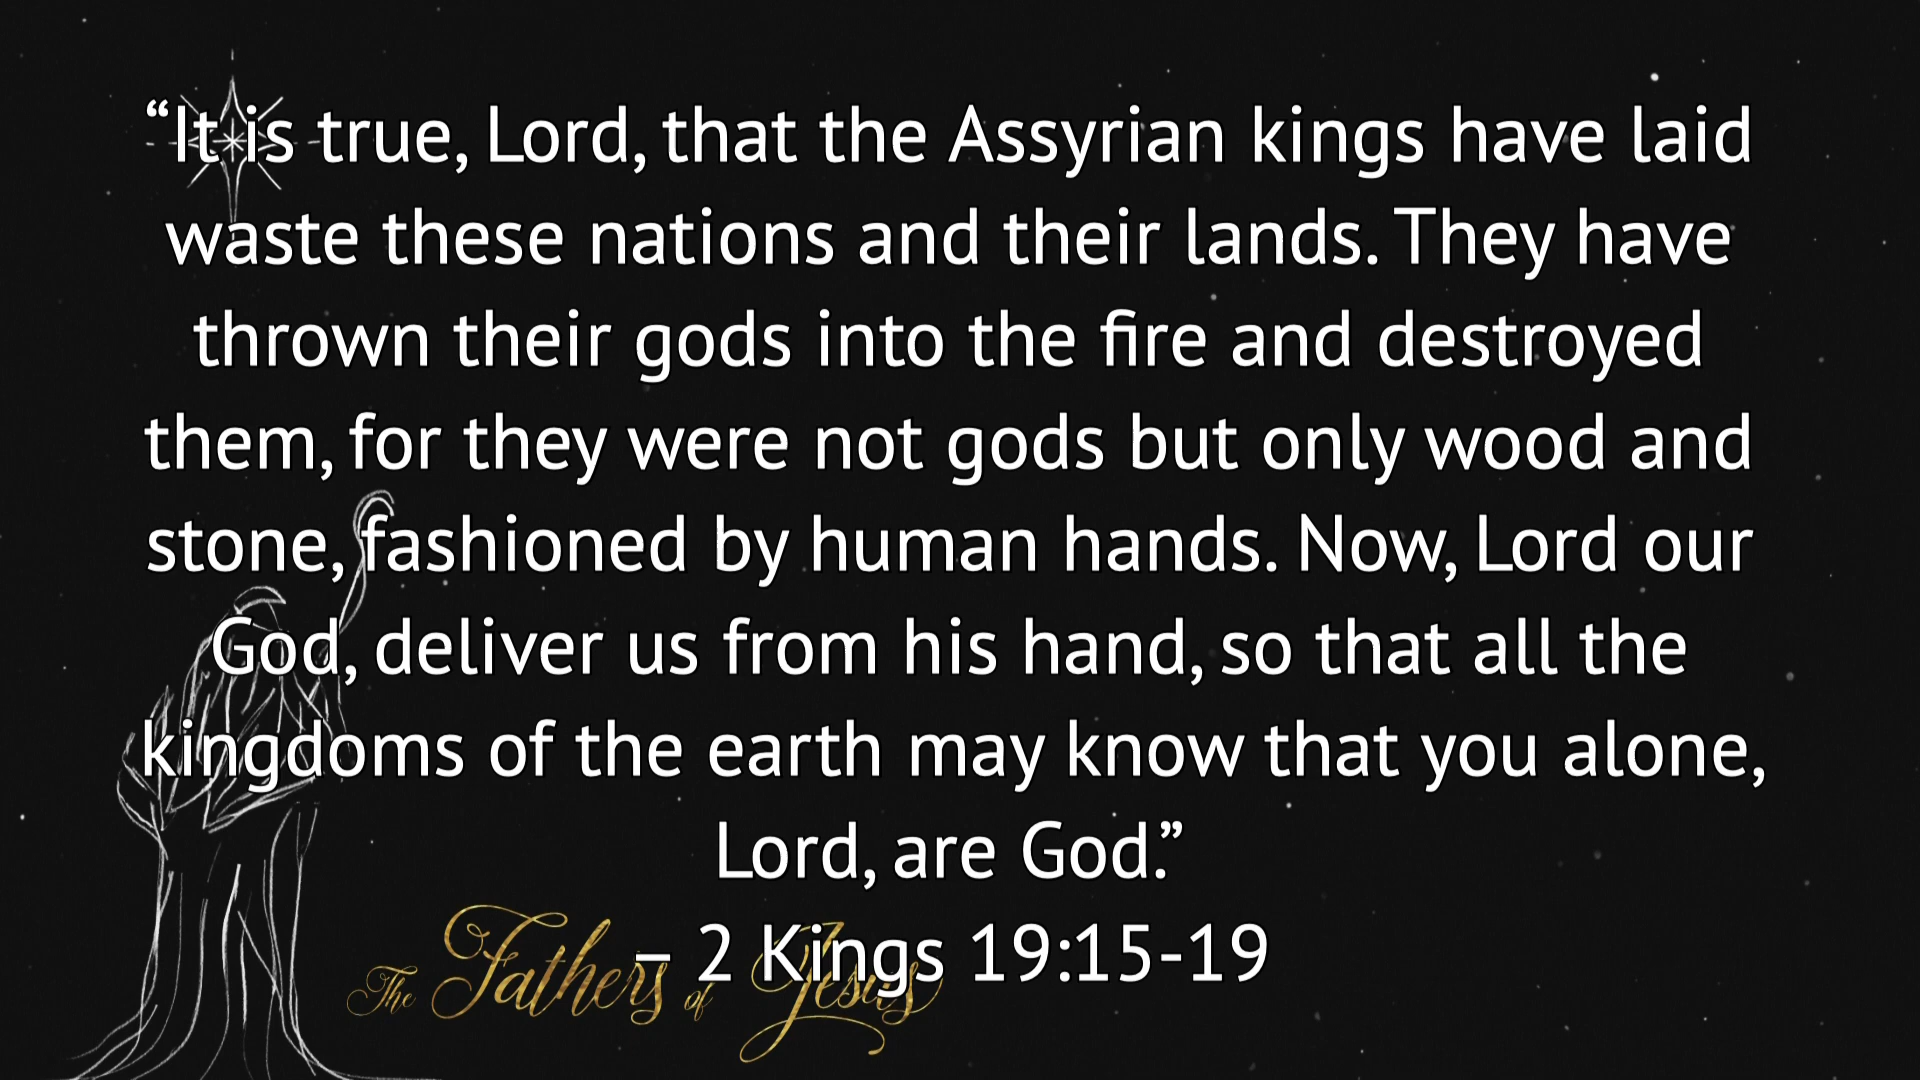 “It is true, Lord, that the Assyrian kings have laid
waste these nations and their lands. They have
thrown their gods into the fire and destroyed
them, for they were not gods but only wood and
stone, fashioned by human hands. Now, Lord our
God, deliver us from his hand, so that all the
kingdoms of the earth may know that you alone,
Lord, are God.”
– 2 Kings 19:15-19
The Fathers of Jesus